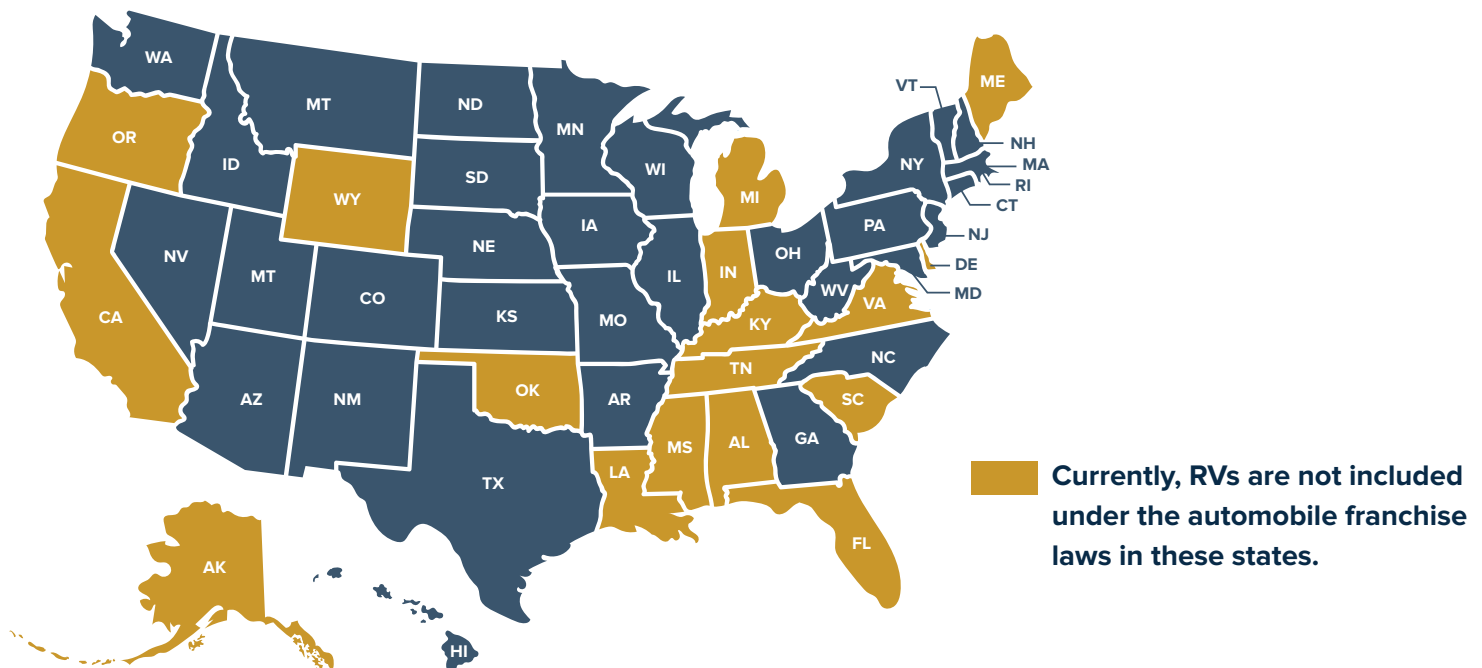 WA
MT
ND
MN
VT
ME
OR
ID
SD
WI
NY
NH
MA
RI
CT
WY
MI
IA
PA
NJ
NV
NE
OH
MT
IL
IN
DE
CO
WV
MD
CA
KS
MO
KY
VA
NC
TN
AZ
NM
OK
AR
SC
MS
AL
GA
LA
TX
FL
AK
HI
Currently, RVs are not included
under the automobile franchise
laws in these states.